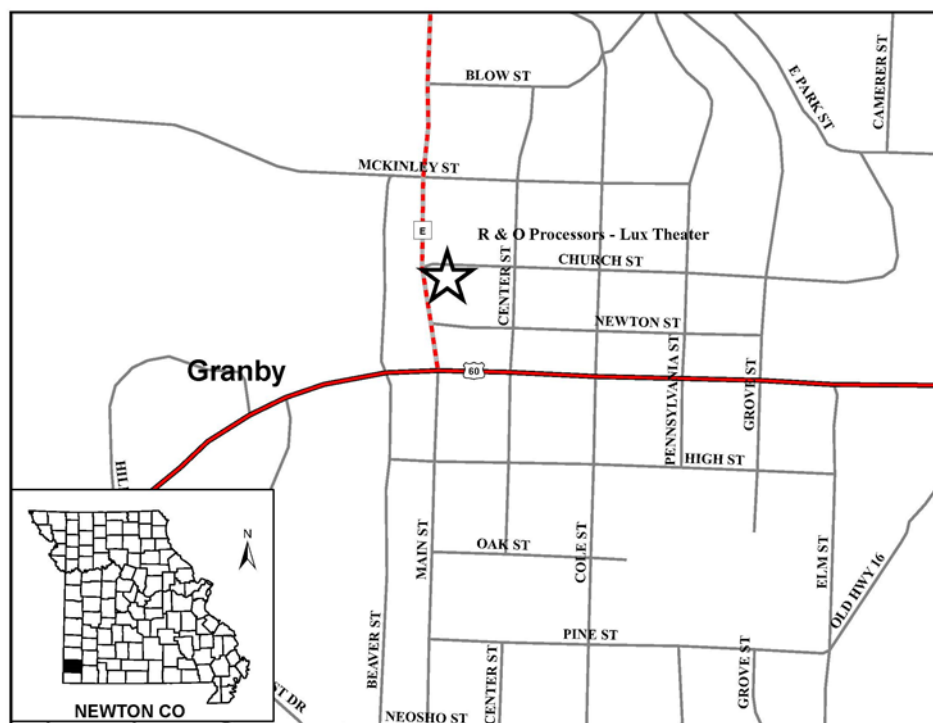 BLOW ST
E PARK ST
CAMERER ST
MCKINLEY ST
E
R & O Processors - Lux Theater
CHURCH ST
CENTER ST
NEWTON ST
PENNSYLVANIA ST
GROVE ST
Granby
60
HIGH ST
MAIN ST
OAK ST
COLE ST
ELM ST
OLD HWY 16
BEAVER ST
PINE ST
CENTER ST
GROVE ST
NEOSHO ST
ST DR
N
NEWTON CO